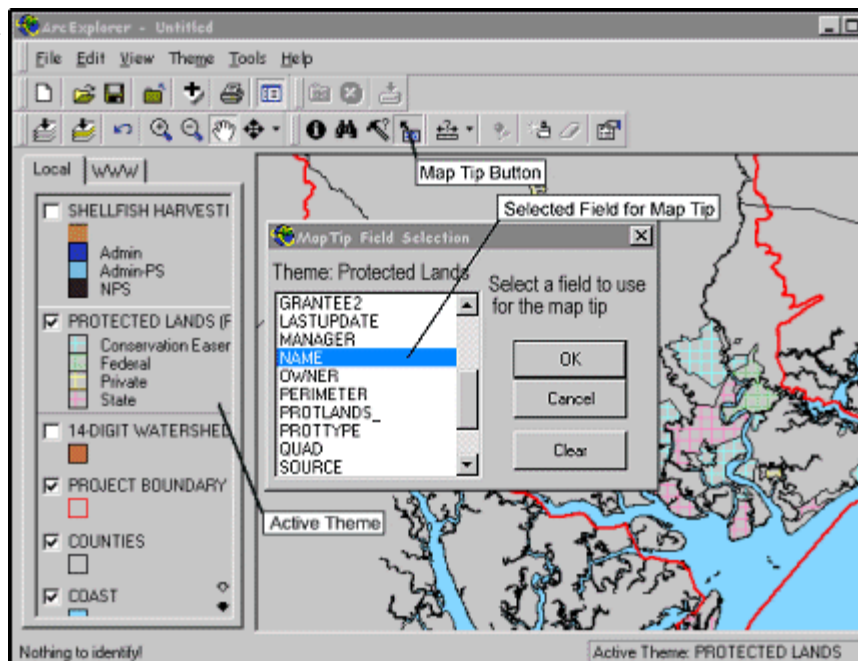 ArcExplorer - Untitled
File Edit View Theme Tools Help
Map Tip Button
Local WWW
Selected Field for Map Tip
SHELLFISH HARVESTI
Admin
Admin-PS
NPS
PROTECTED LANDS (F
Conservation Easer
Federal
Private
State
14-DIGIT WATERSHED
PROJECT BOUNDARY
COUNTIES
COAST
MapTip Field Selection
Theme: Protected Lands
Select a field to use
for the map tip
GRANTEE2
LASTUPDATE
MANAGER
NAME
OWNER
PERIMETER
PROTLANDS_
PROTTYPE
QUAD
SOURCE
OK
Cancel
Clear
Active Theme
Nothing to identify!
Active Theme: PROTECTED LANDS